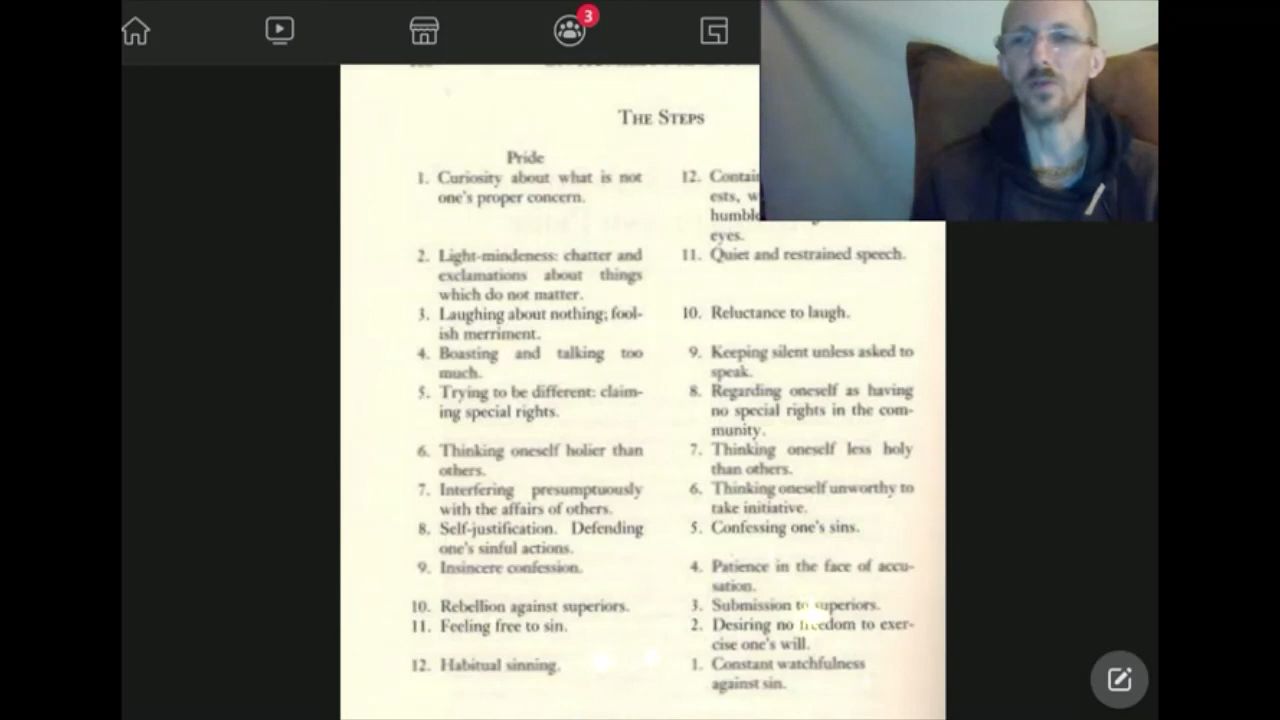 3
THE STEPS
Pride
1. Curiosity about what is not
one's proper concern.
2. Light-mindeness: chatter and
exclamations about things
which do not matter.
3. Laughing about nothing; fool-
ish merriment.
4. Boasting and talking too
much.
5. Trying to be different: claim-
ing special rights.
6. Thinking oneself holier than
others.
7. Interfering presumptuously
with the affairs of others.
8. Self-justification. Defending
one's sinful actions.
9. Insincere confession.
10. Rebellion against superiors.
11. Feeling free to sin.
12. Habitual sinning.
12.
eyes.
11. Quiet and restrained speech.
10. Reluctance to laugh.
9. Keeping silent unless asked to
speak.
8. Regarding oneself as having
no special rights in the com-
munity.
7. Thinking oneself less holy
than others.
6. Thinking oneself unworthy to
take initiative.
5. Confessing one's sins.
4. Patience in the face of accu-
sation.
3. Submission to superiors.
2. Desiring no freedom to exer-
cise one's will.
1. Constant watchfulness
against sin.